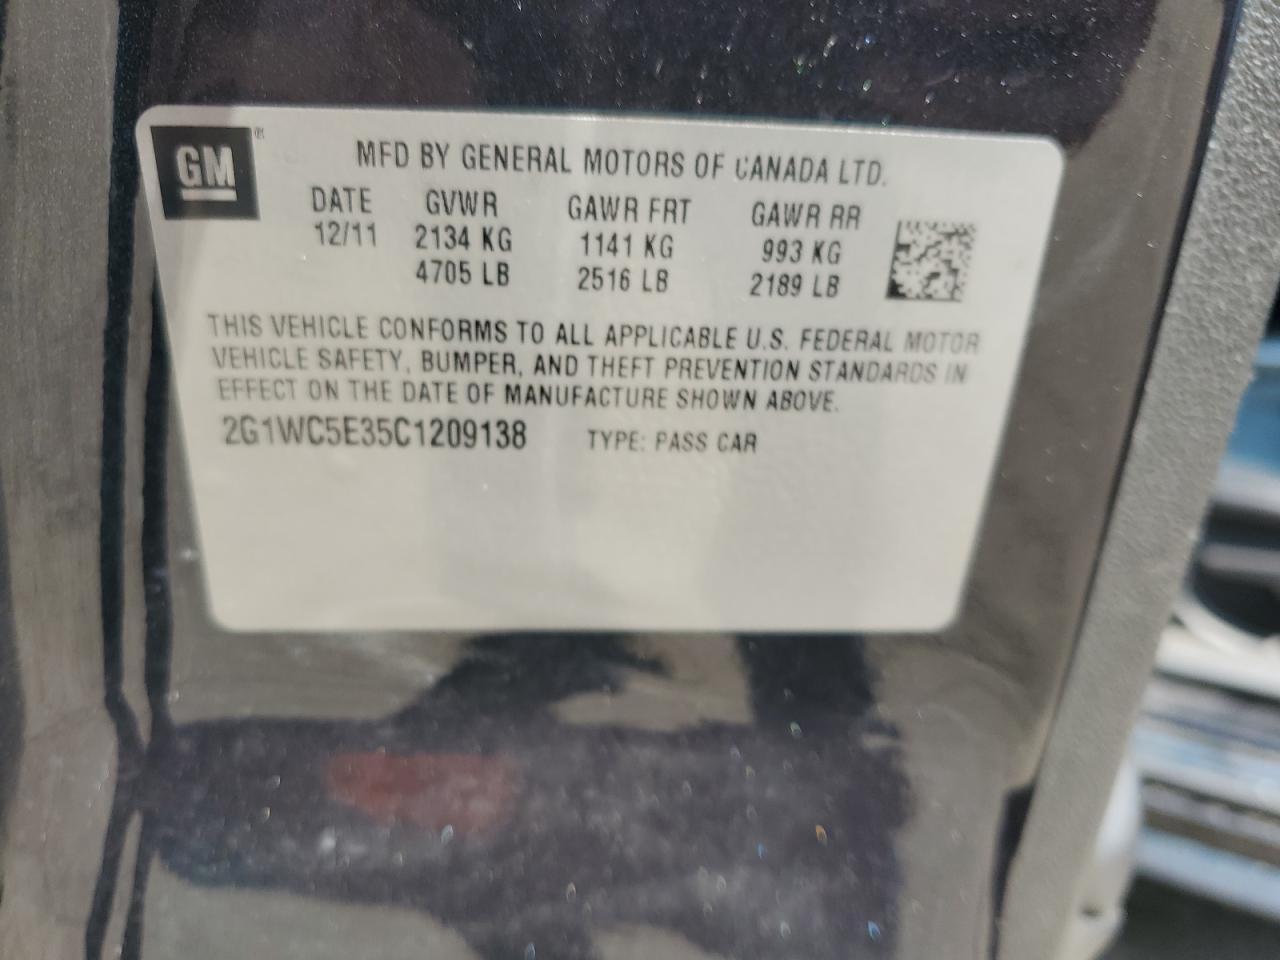 GM ®
MFD BY GENERAL MOTORS OF CANADA LTD.
DATE GVWR GAWR FRT GAWR RR
12/11 2134 KG 1141 KG 993 KG
4705 LB 2516 LB 2189 LB
THIS VEHICLE CONFORMS TO ALL APPLICABLE U.S. FEDERAL MOTOR
VEHICLE SAFETY, BUMPER, AND THEFT PREVENTION STANDARDS IN
EFFECT ON THE DATE OF MANUFACTURE SHOWN ABOVE.
2G1WC5E35C1209138 TYPE: PASS CAR